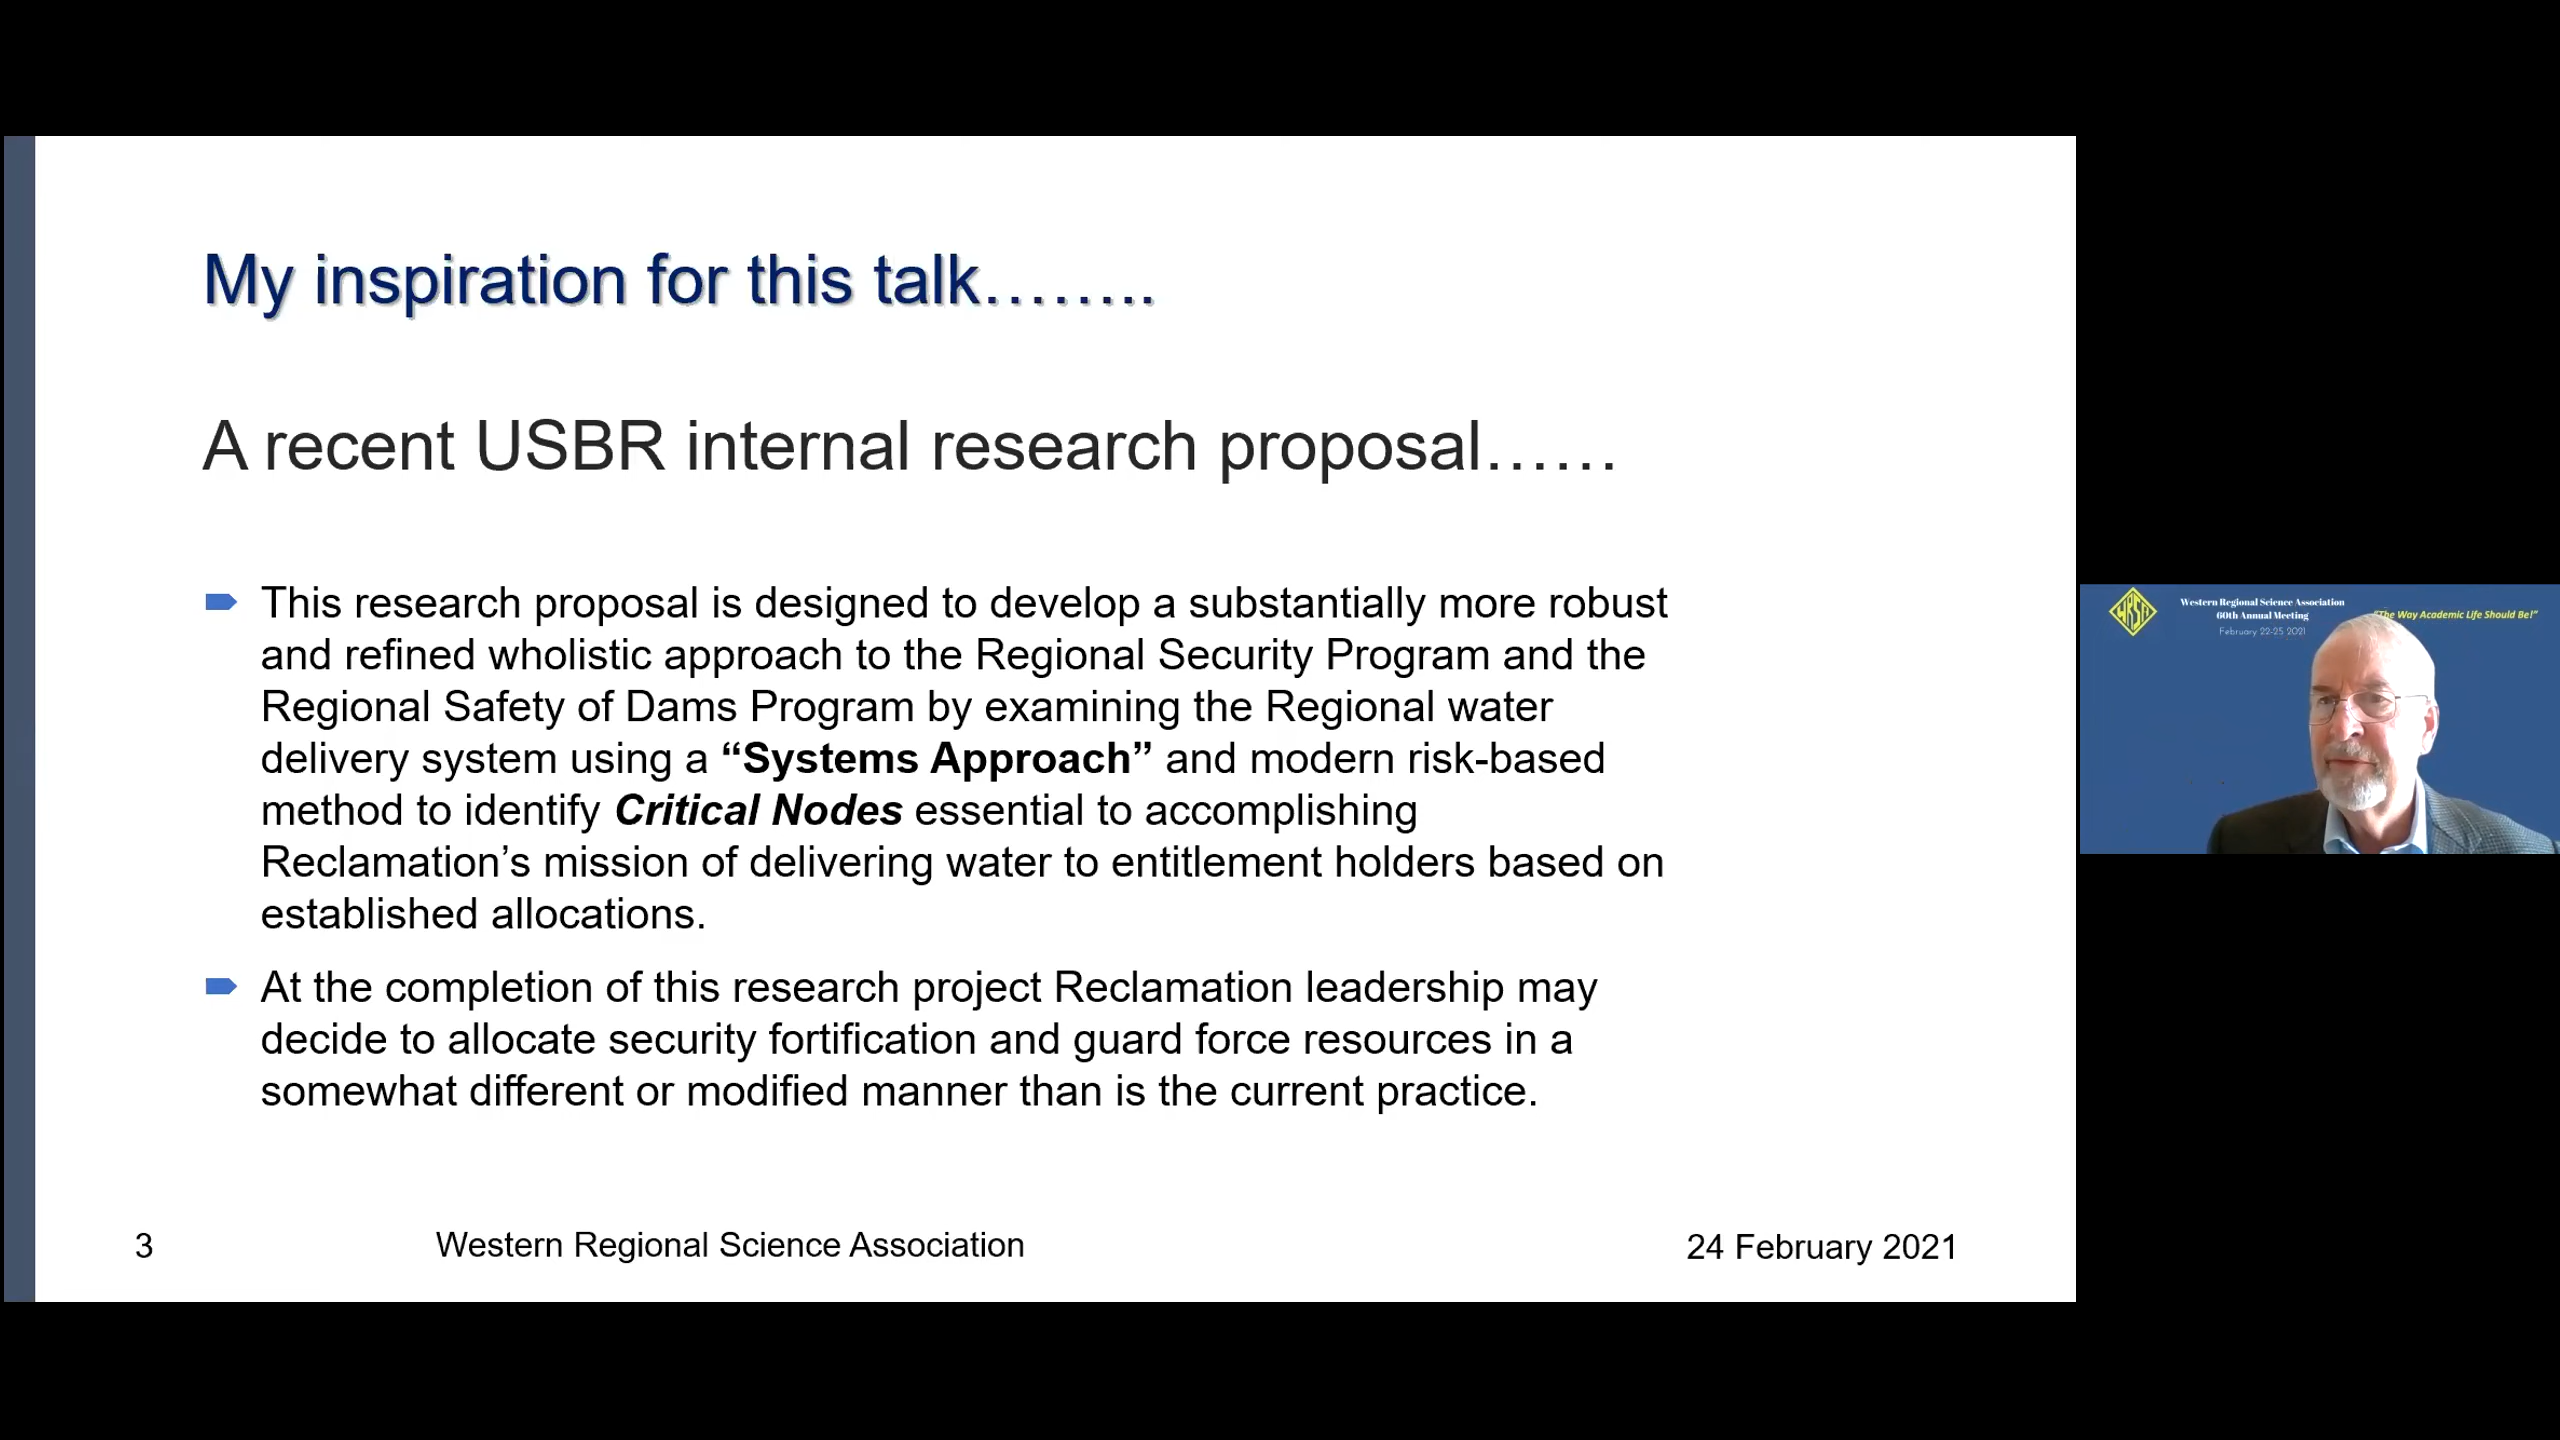 My inspiration for this talk……..
A recent USBR internal research proposal……
This research proposal is designed to develop a substantially more robust
and refined wholistic approach to the Regional Security Program and the
Regional Safety of Dams Program by examining the Regional water
delivery system using a “Systems Approach” and modern risk-based
method to identify Critical Nodes essential to accomplishing
Reclamation’s mission of delivering water to entitlement holders based on
established allocations.
At the completion of this research project Reclamation leadership may
decide to allocate security fortification and guard force resources in a
somewhat different or modified manner than is the current practice.
3
Western Regional Science Association
24 February 2021
WRSA
Western Regional Science Association
60th Annual Meeting
February 22-25 2021
"The Way Academic Life Should Be!"